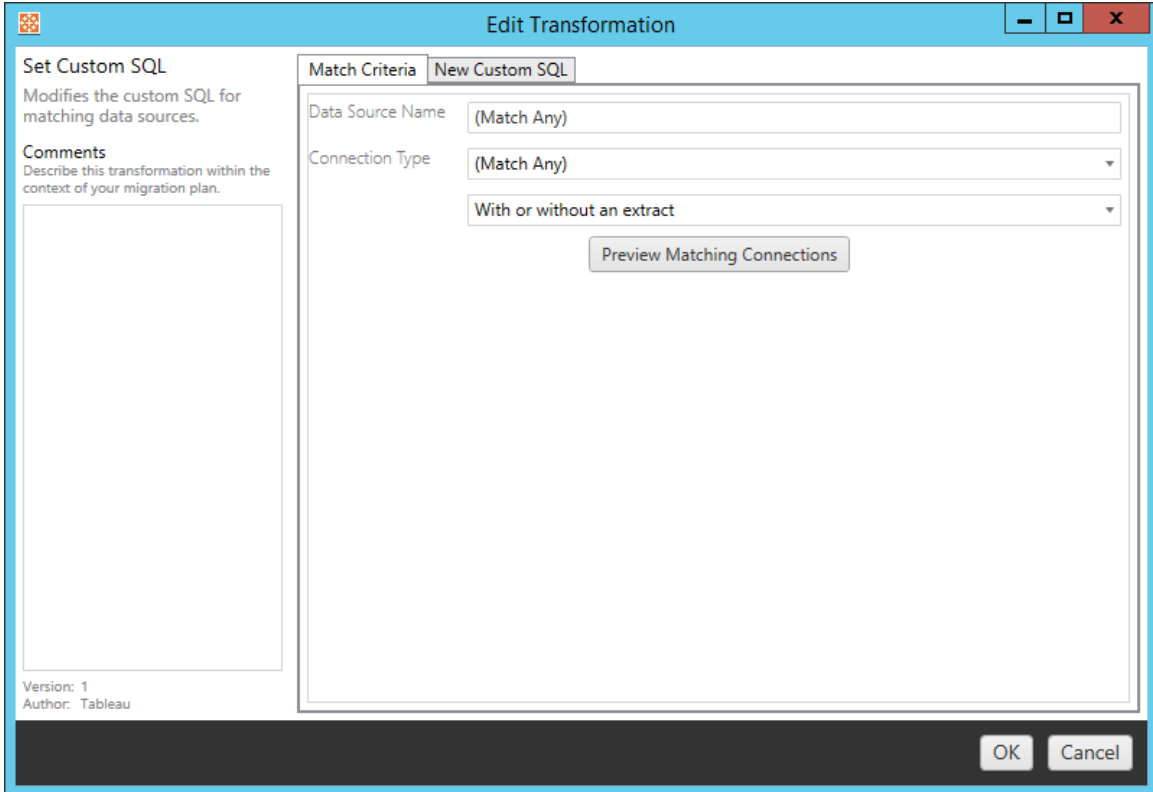 Edit Transformation
Set Custom SQL
Modifies the custom SQL for
matching data sources.
Comments
Describe this transformation within the
context of your migration plan.
Version: 1
Author: Tableau
Match Criteria
New Custom SQL
Data Source Name
(Match Any)
Connection Type
(Match Any)
With or without an extract
Preview Matching Connections
OK
Cancel